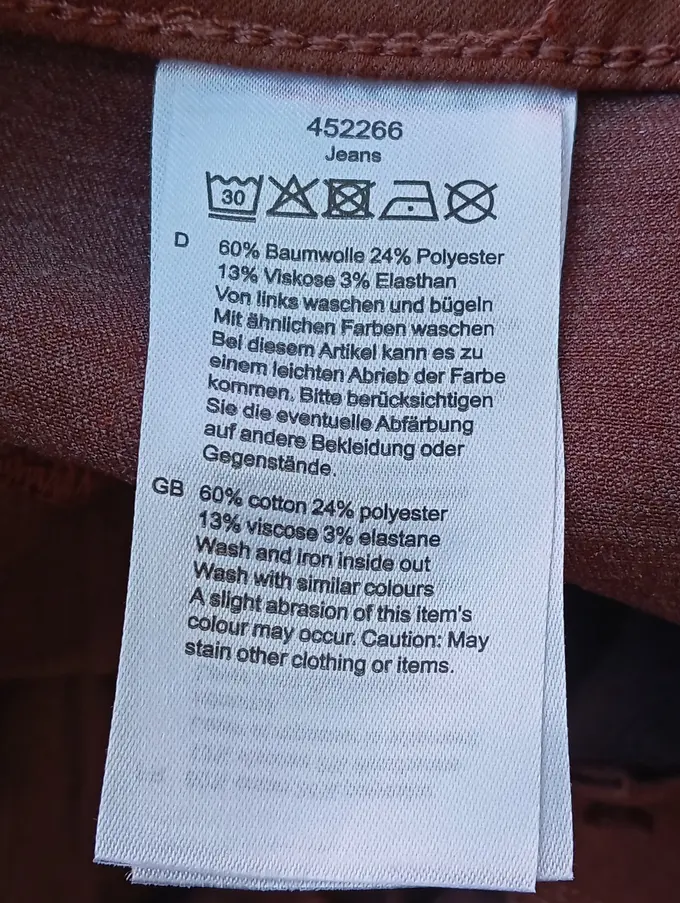 452266
Jeans
30
D 60% Baumwolle 24% Polyester
13% Viskose 3% Elasthan
Von links waschen und bügeln
Mit ähnlichen Farben waschen
Bei diesem Artikel kann es zu
einem leichten Abrieb der Farbe
kommen. Bitte berücksichtigen
Sie die eventuelle Abfärbung
auf andere Bekleidung oder
Gegenstände.
GB 60% cotton 24% polyester
13% viscose 3% elastane
Wash and iron inside out
Wash with similar colours
A slight abrasion of this item's
colour may occur. Caution: May
stain other clothing or items.